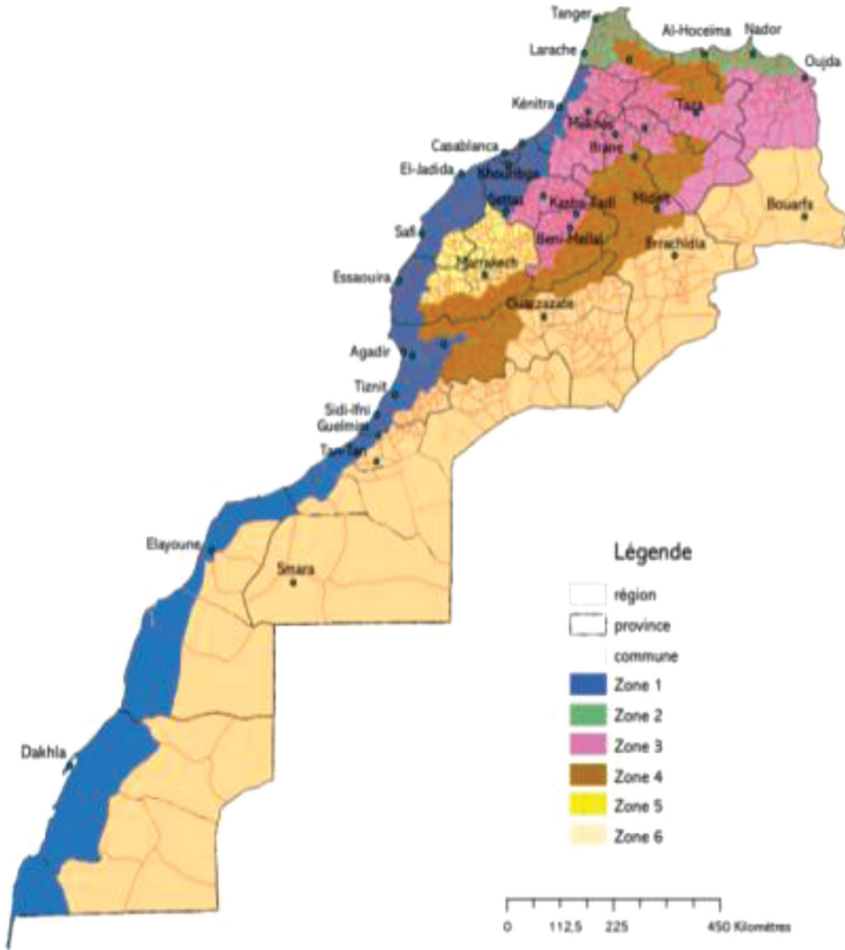 Tanger
Al-Hoceima
Nador
Larache
Oujda
Kénitra
Taza
Meknès
Casablanca
Ifrane
El-Jadida
Khouribga
Settat
Kasba-Tadla
Midelt
Bouarfa
Safi
Beni-Mellal
Errachidia
Marrakech
Essaouira
Ouarzazate
Agadir
Tiznit
Sidi-Ifni
Guelmim
Tan-Tan
Elayoune
Smara
Dakhla
Légende
région
province
commune
Zone 1
Zone 2
Zone 3
Zone 4
Zone 5
Zone 6
0 112,5 225 450 Kilomètres